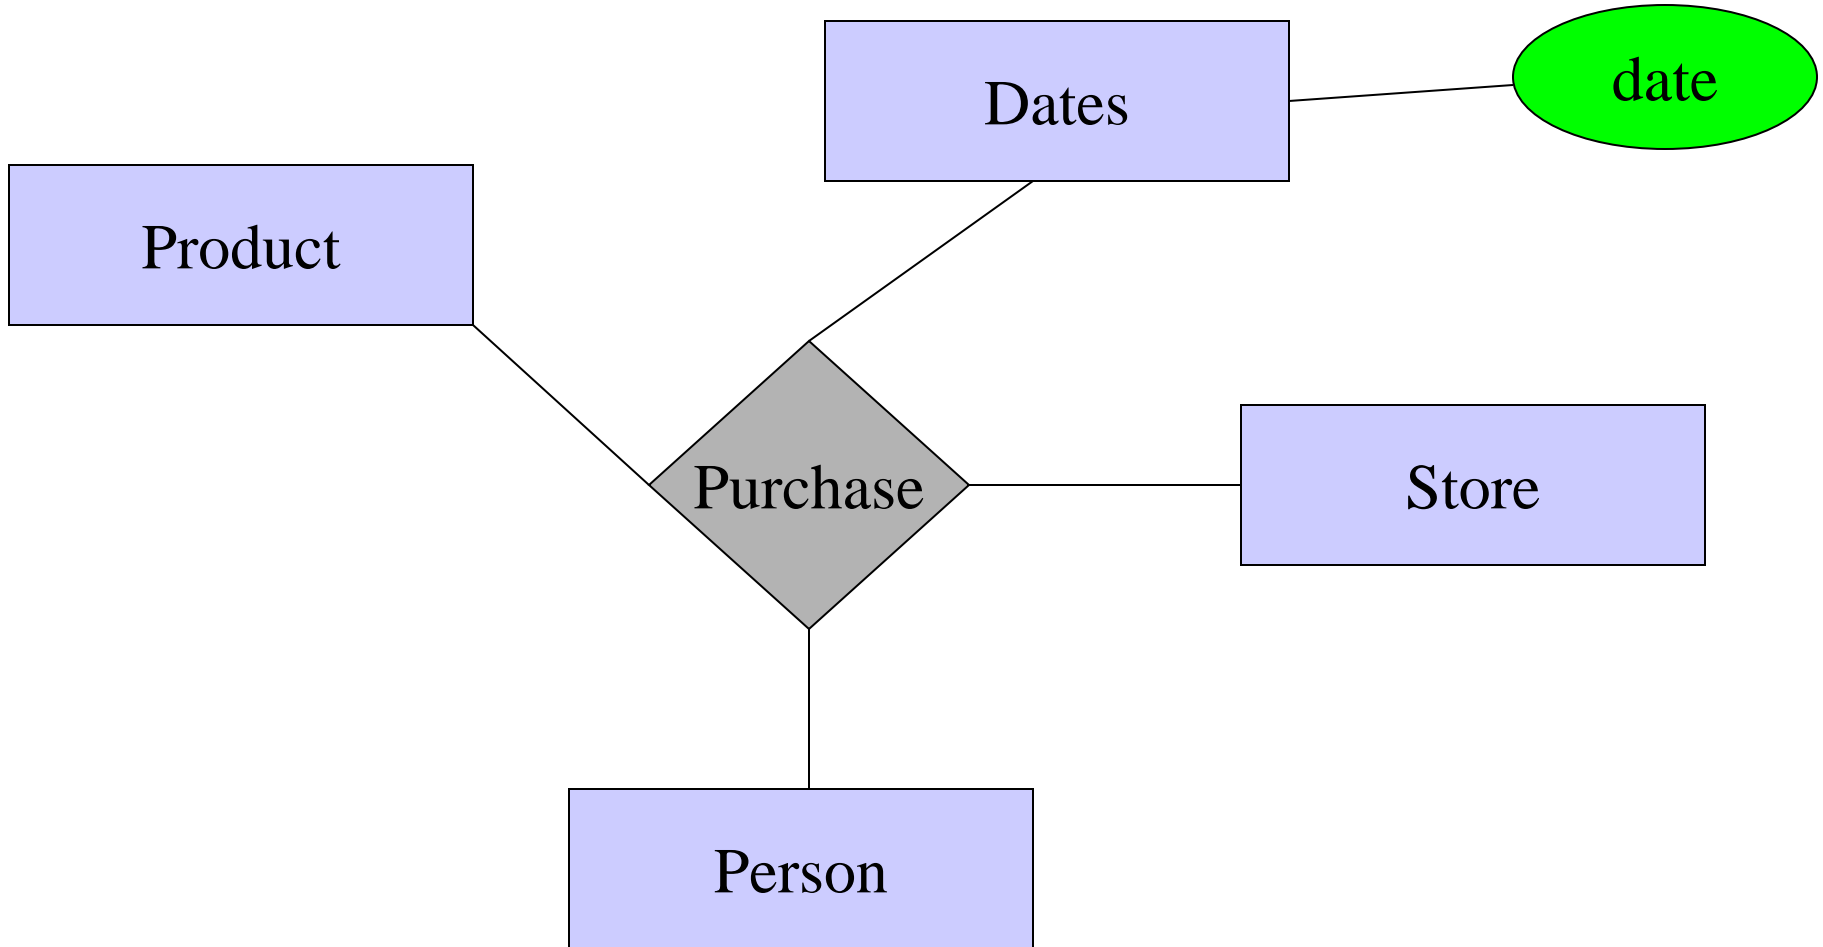 Dates
date
Product
Purchase
Store
Person